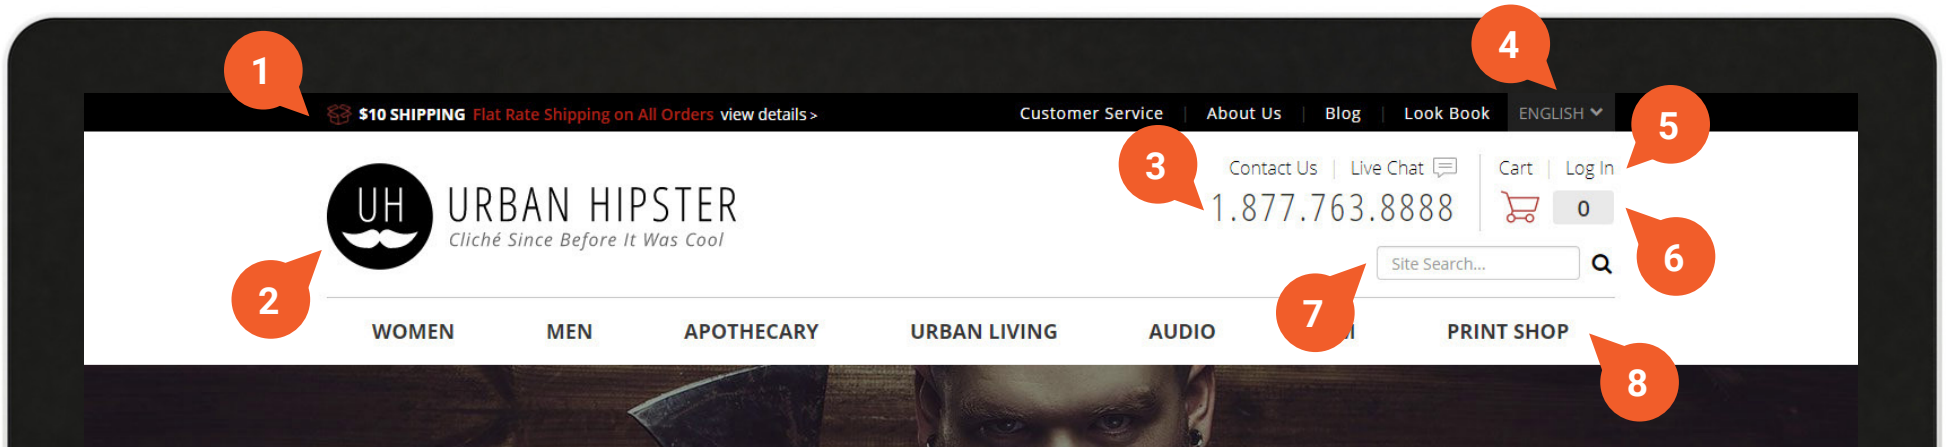 4
1
$10 SHIPPING Flat Rate Shipping on All Orders view details >
Customer Service | About Us | Blog | Look Book ENGLISH
5
3
Contact Us | Live Chat Cart | Log In
UH URBAN HIPSTER
1.877.763.8888 0
Cliché Since Before It Was Cool
6
Site Search...
2
7
WOMEN MEN APOTHECARY URBAN LIVING AUDIO PRINT SHOP
8